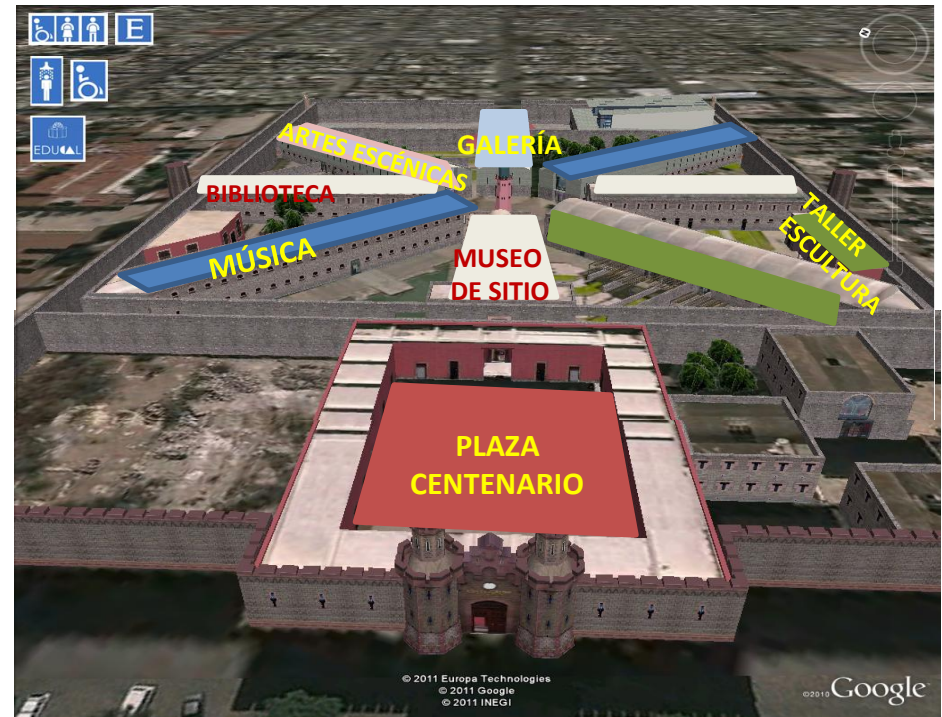 E
EDUCAL
N
ARTES ESCÉNICAS
GALERÍA
BIBLIOTECA
TALLER
ESCULTURA
MÚSICA
MUSEO
DE SITIO
PLAZA
CENTENARIO
© 2011 Europa Technologies
© 2011 Google
© 2011 INEGI
©2010 Google